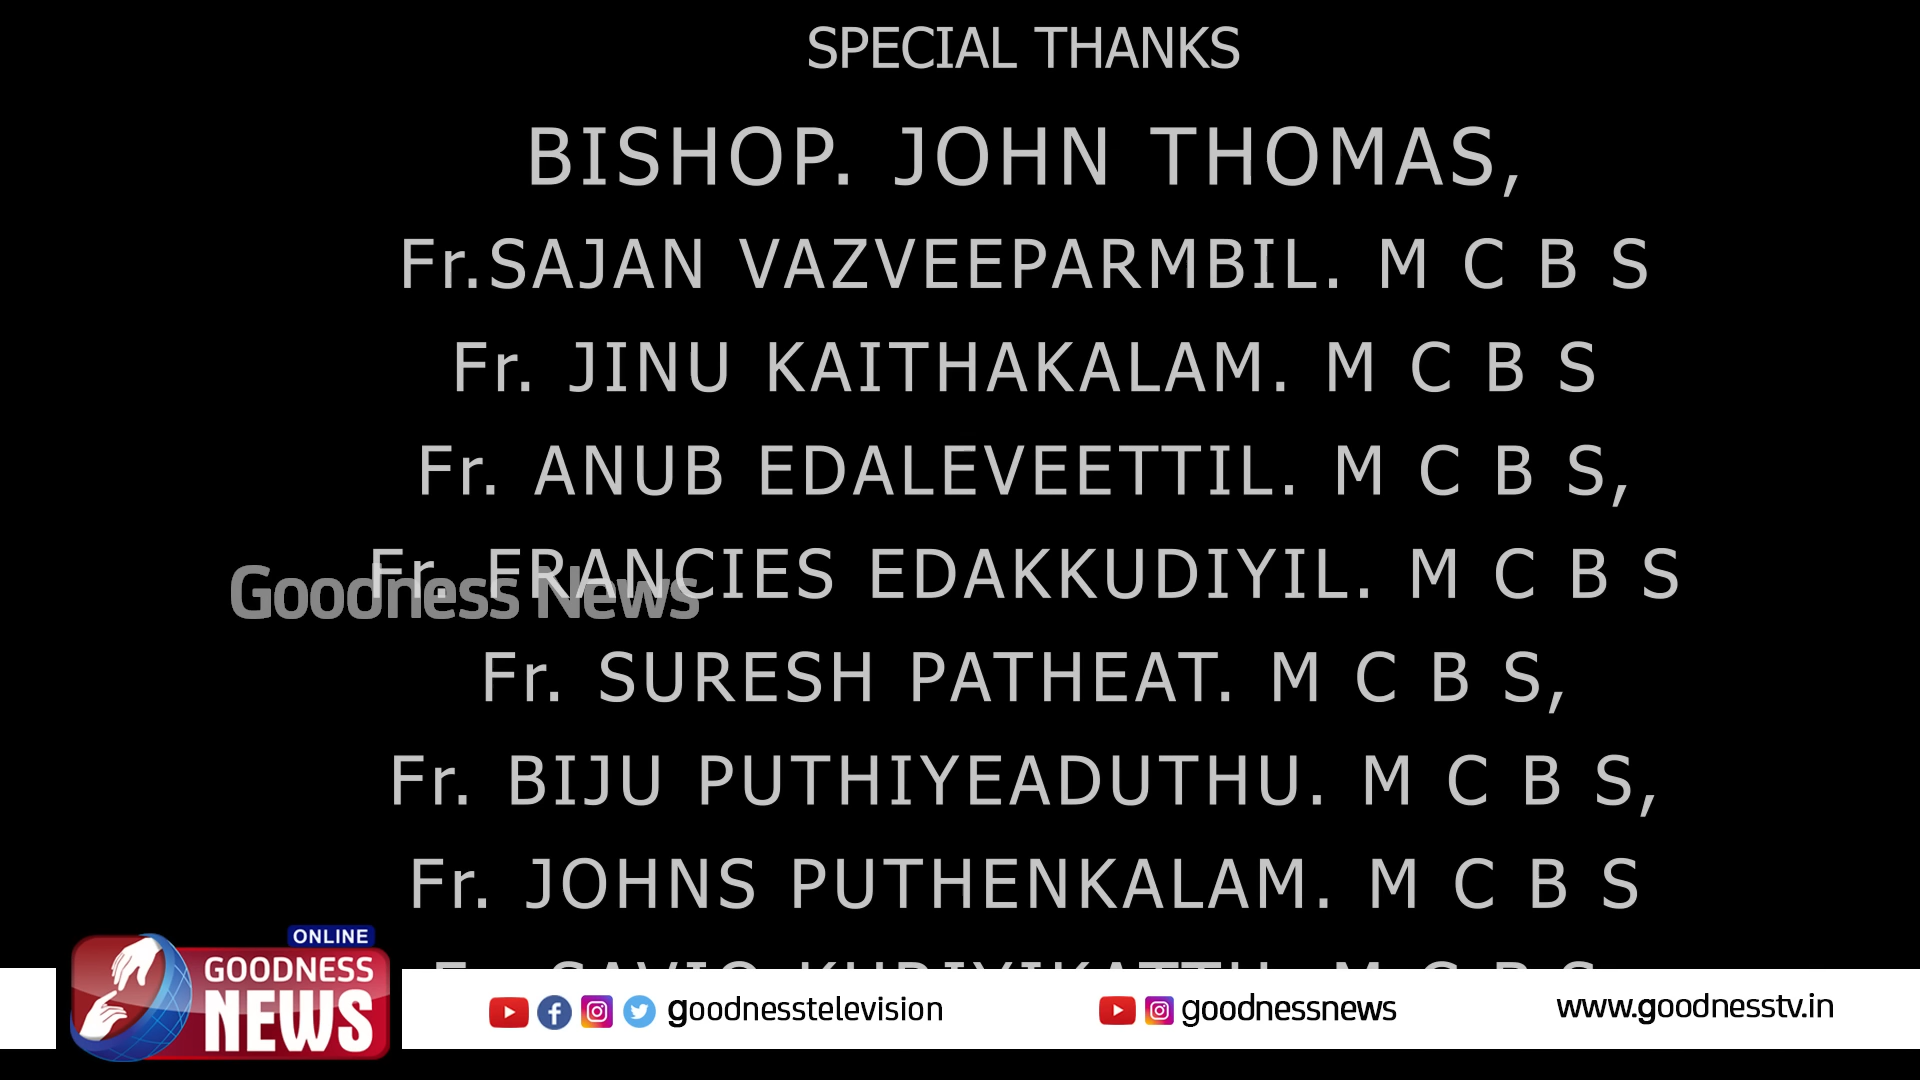 SPECIAL THANKS
BISHOP. JOHN THOMAS,
Fr.SAJAN VAZVEEPARMBIL. M C B S
Fr. JINU KAITHAKALAM. M C B S
Fr. ANUB EDALEVEETTIL. M C B S,
Fr. FRANCIES EDAKKUDIYIL. M C B S
Goodness News
Fr. SURESH PATHEAT. M C B S,
Fr. BIJU PUTHIYEADUTHU. M C B S,
Fr. JOHNS PUTHENKALAM. M C B S
ONLINE
GOODNESS
NEWS
goodnesstelevision
goodnessnews
www.goodnesstv.in